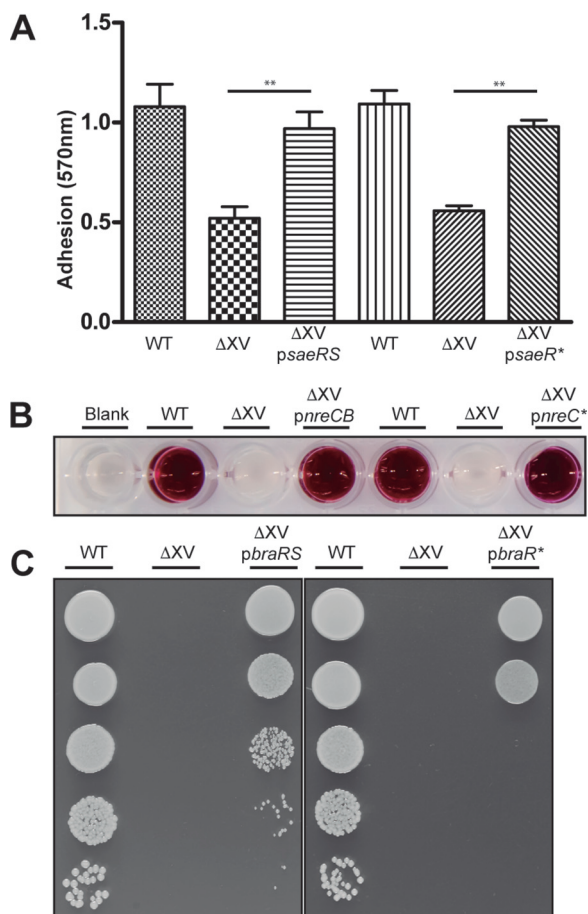 A
Adhesion (570nm)
1.5
1.0
0.5
0.0
**
**
WT
ΔXV
ΔXV
psaeRS
WT
ΔXV
ΔXV
psaeR*
B
Blank
WT
ΔXV
ΔXV
pnreCB
WT
ΔXV
ΔXV
pnreC*
C
WT
ΔXV
ΔXV
pbraRS
WT
ΔXV
ΔXV
pbraR*